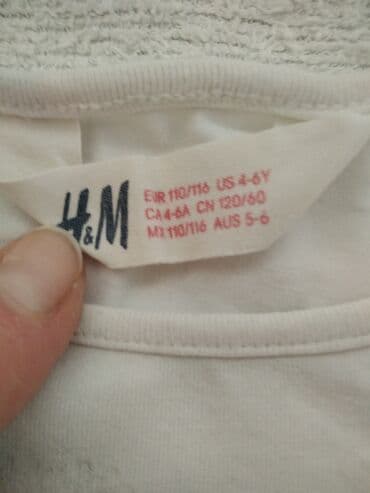 H&M
EUR 110/116 US 4-6Y
CA 4-6A CN 120/60
MX 110/116 AUS 5-6